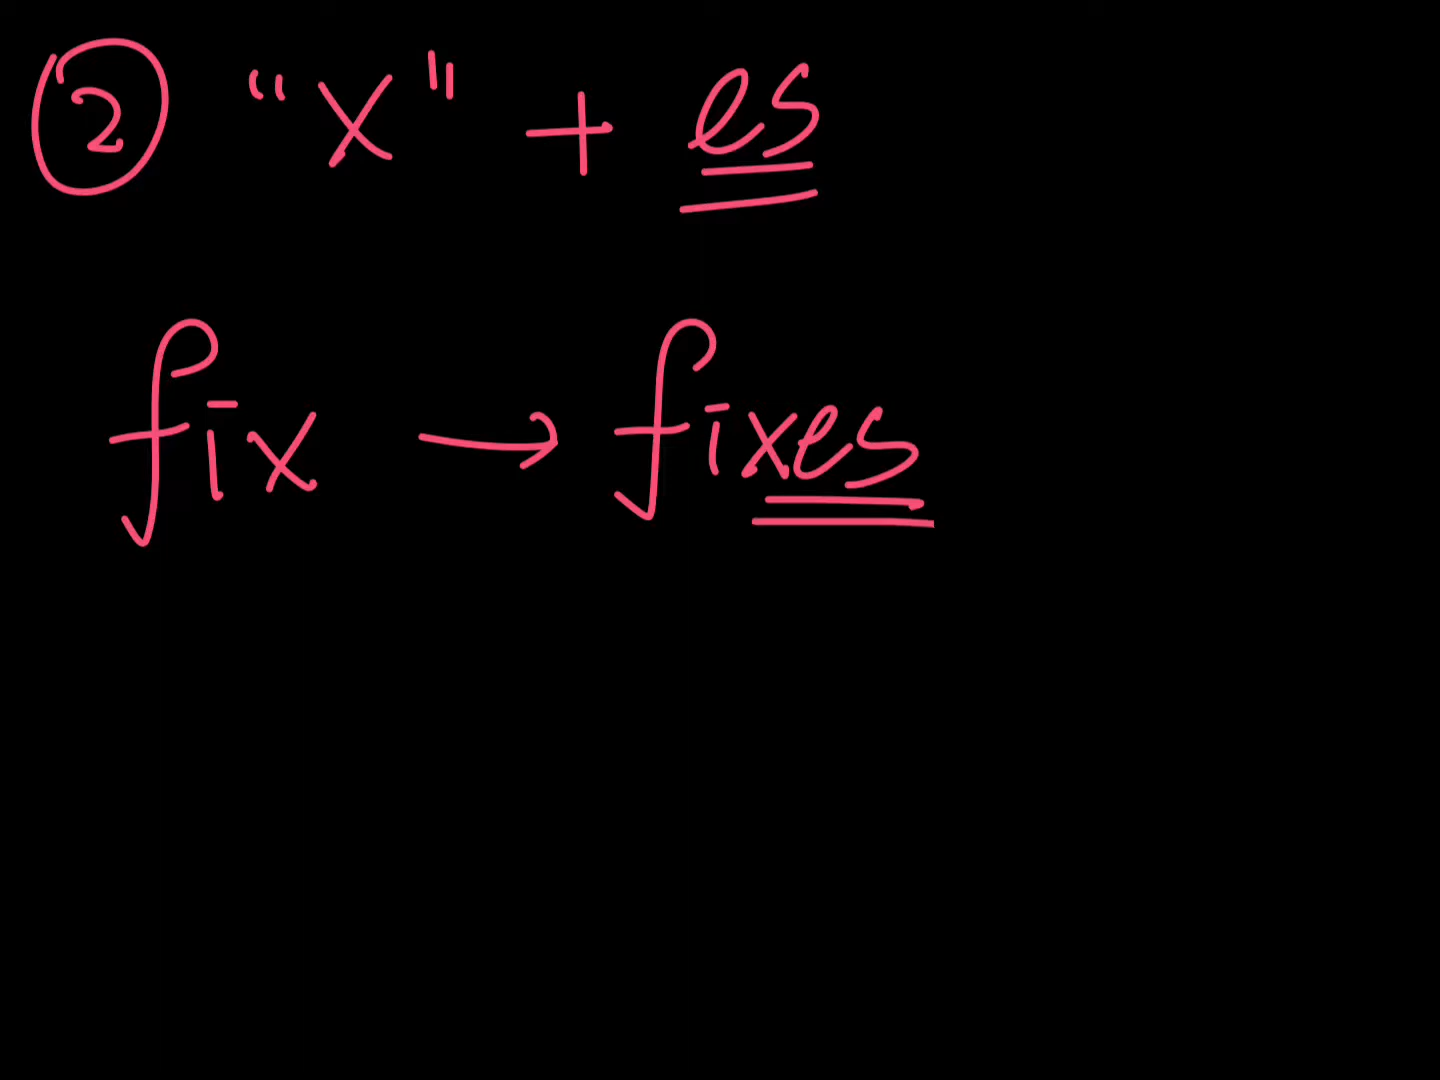 ② "X" + es
fix → fixes